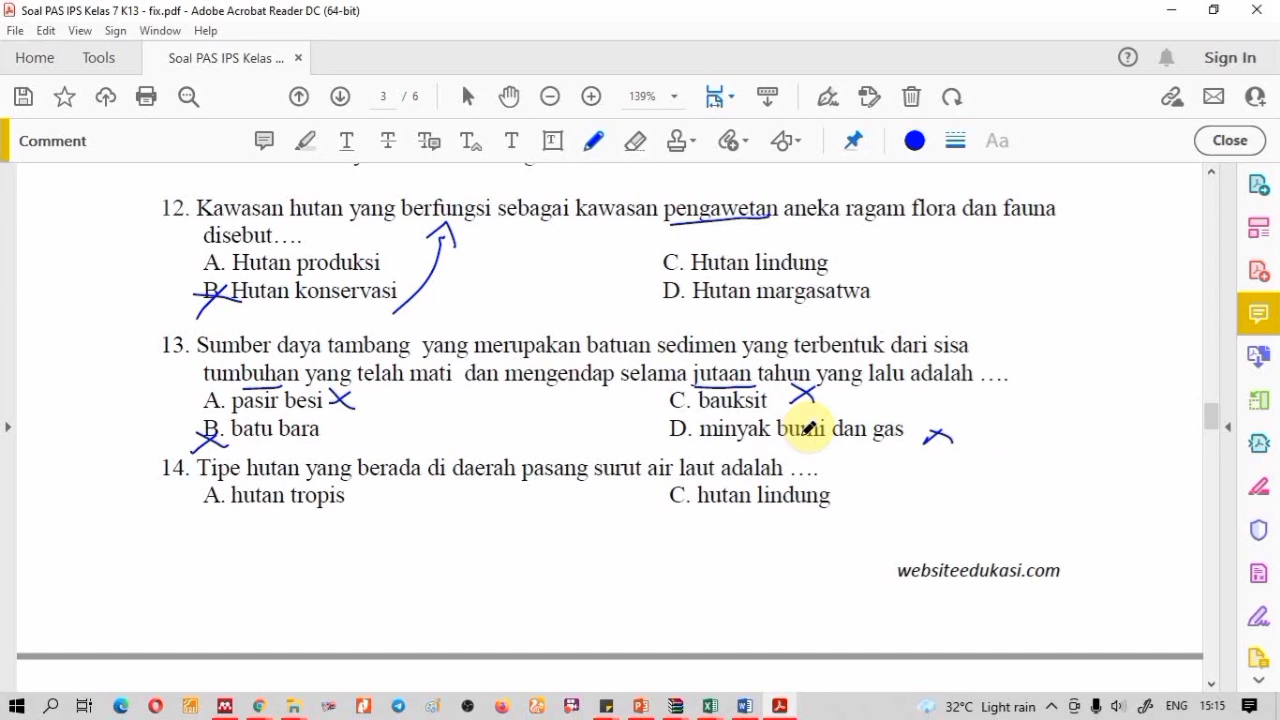 Soal PAS IPS Kelas 7 K13 - fix.pdf - Adobe Acrobat Reader DC (64-bit)
File Edit View Sign Window Help
Home Tools Soal PAS IPS Kelas ... × Sign In
3 / 6 139%
Comment Aa Close
12. Kawasan hutan yang berfungsi sebagai kawasan pengawetan aneka ragam flora dan fauna
disebut….
A. Hutan produksi C. Hutan lindung
B. Hutan konservasi D. Hutan margasatwa
13. Sumber daya tambang yang merupakan batuan sedimen yang terbentuk dari sisa
tumbuhan yang telah mati dan mengendap selama jutaan tahun yang lalu adalah ….
A. pasir besi C. bauksit
B. batu bara D. minyak bumi dan gas
14. Tipe hutan yang berada di daerah pasang surut air laut adalah ….
A. hutan tropis C. hutan lindung
websiteedukasi.com
32°C Light rain ENG 15:15